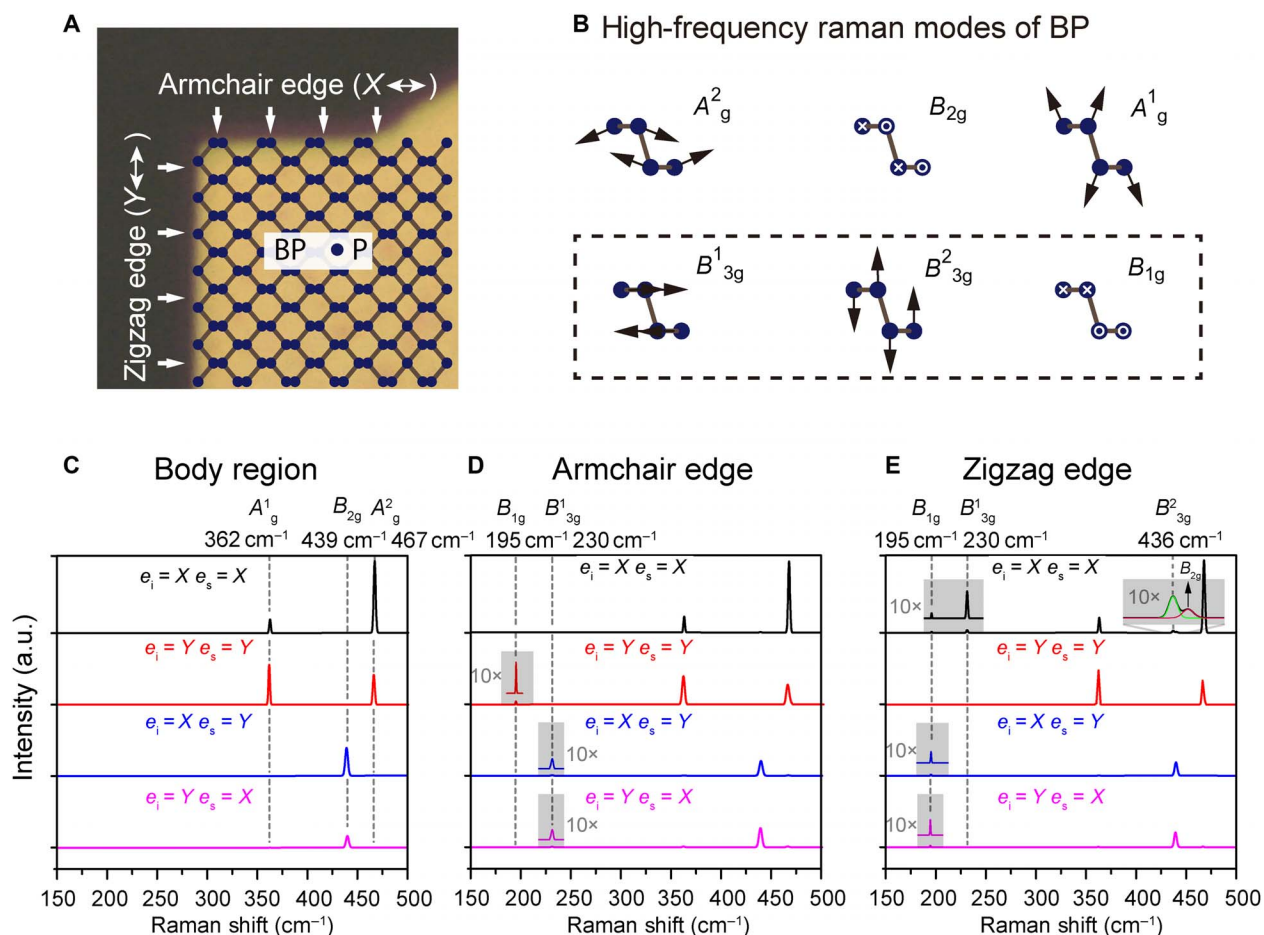 A
Armchair edge (X ↔)
Zigzag edge (Y ↔)
BP P
B High-frequency raman modes of BP
A²g B2g A¹g
B¹3g B²3g B1g
C Body region
A¹g B2g A²g
362 cm⁻¹ 439 cm⁻¹ 467 cm⁻¹
ei = X es = X
ei = Y es = Y
ei = X es = Y
ei = Y es = X
Intensity (a.u.)
150 200 250 300 350 400 450 500
Raman shift (cm⁻¹)
D Armchair edge
B1g B¹3g
195 cm⁻¹ 230 cm⁻¹
ei = X es = X
ei = Y es = Y
10×
ei = X es = Y
10×
ei = Y es = X
10×
150 200 250 300 350 400 450 500
Raman shift (cm⁻¹)
E Zigzag edge
B1g B¹3g B²3g
195 cm⁻¹ 230 cm⁻¹ 436 cm⁻¹
ei = X es = X
10×
10×
B2g
ei = Y es = Y
ei = X es = Y
10×
ei = Y es = X
10×
150 200 250 300 350 400 450 500
Raman shift (cm⁻¹)